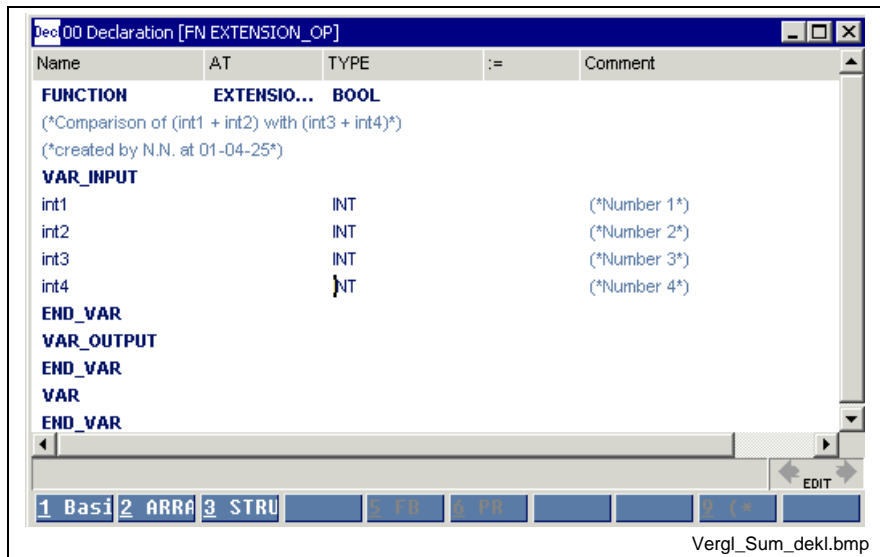 Decl 00 Declaration [FN EXTENSION_OP]
Name AT TYPE := Comment
FUNCTION EXTENSIO... BOOL
(*Comparison of (int1 + int2) with (int3 + int4)*)
(*created by N.N. at 01-04-25*)
VAR_INPUT
int1 INT (*Number 1*)
int2 INT (*Number 2*)
int3 INT (*Number 3*)
int4 INT (*Number 4*)
END_VAR
VAR_OUTPUT
END_VAR
VAR
END_VAR
EDIT
1 Basi 2 ARRA 3 STRU 5 FB 6 PR 9 (*
Vergl_Sum_dekl.bmp